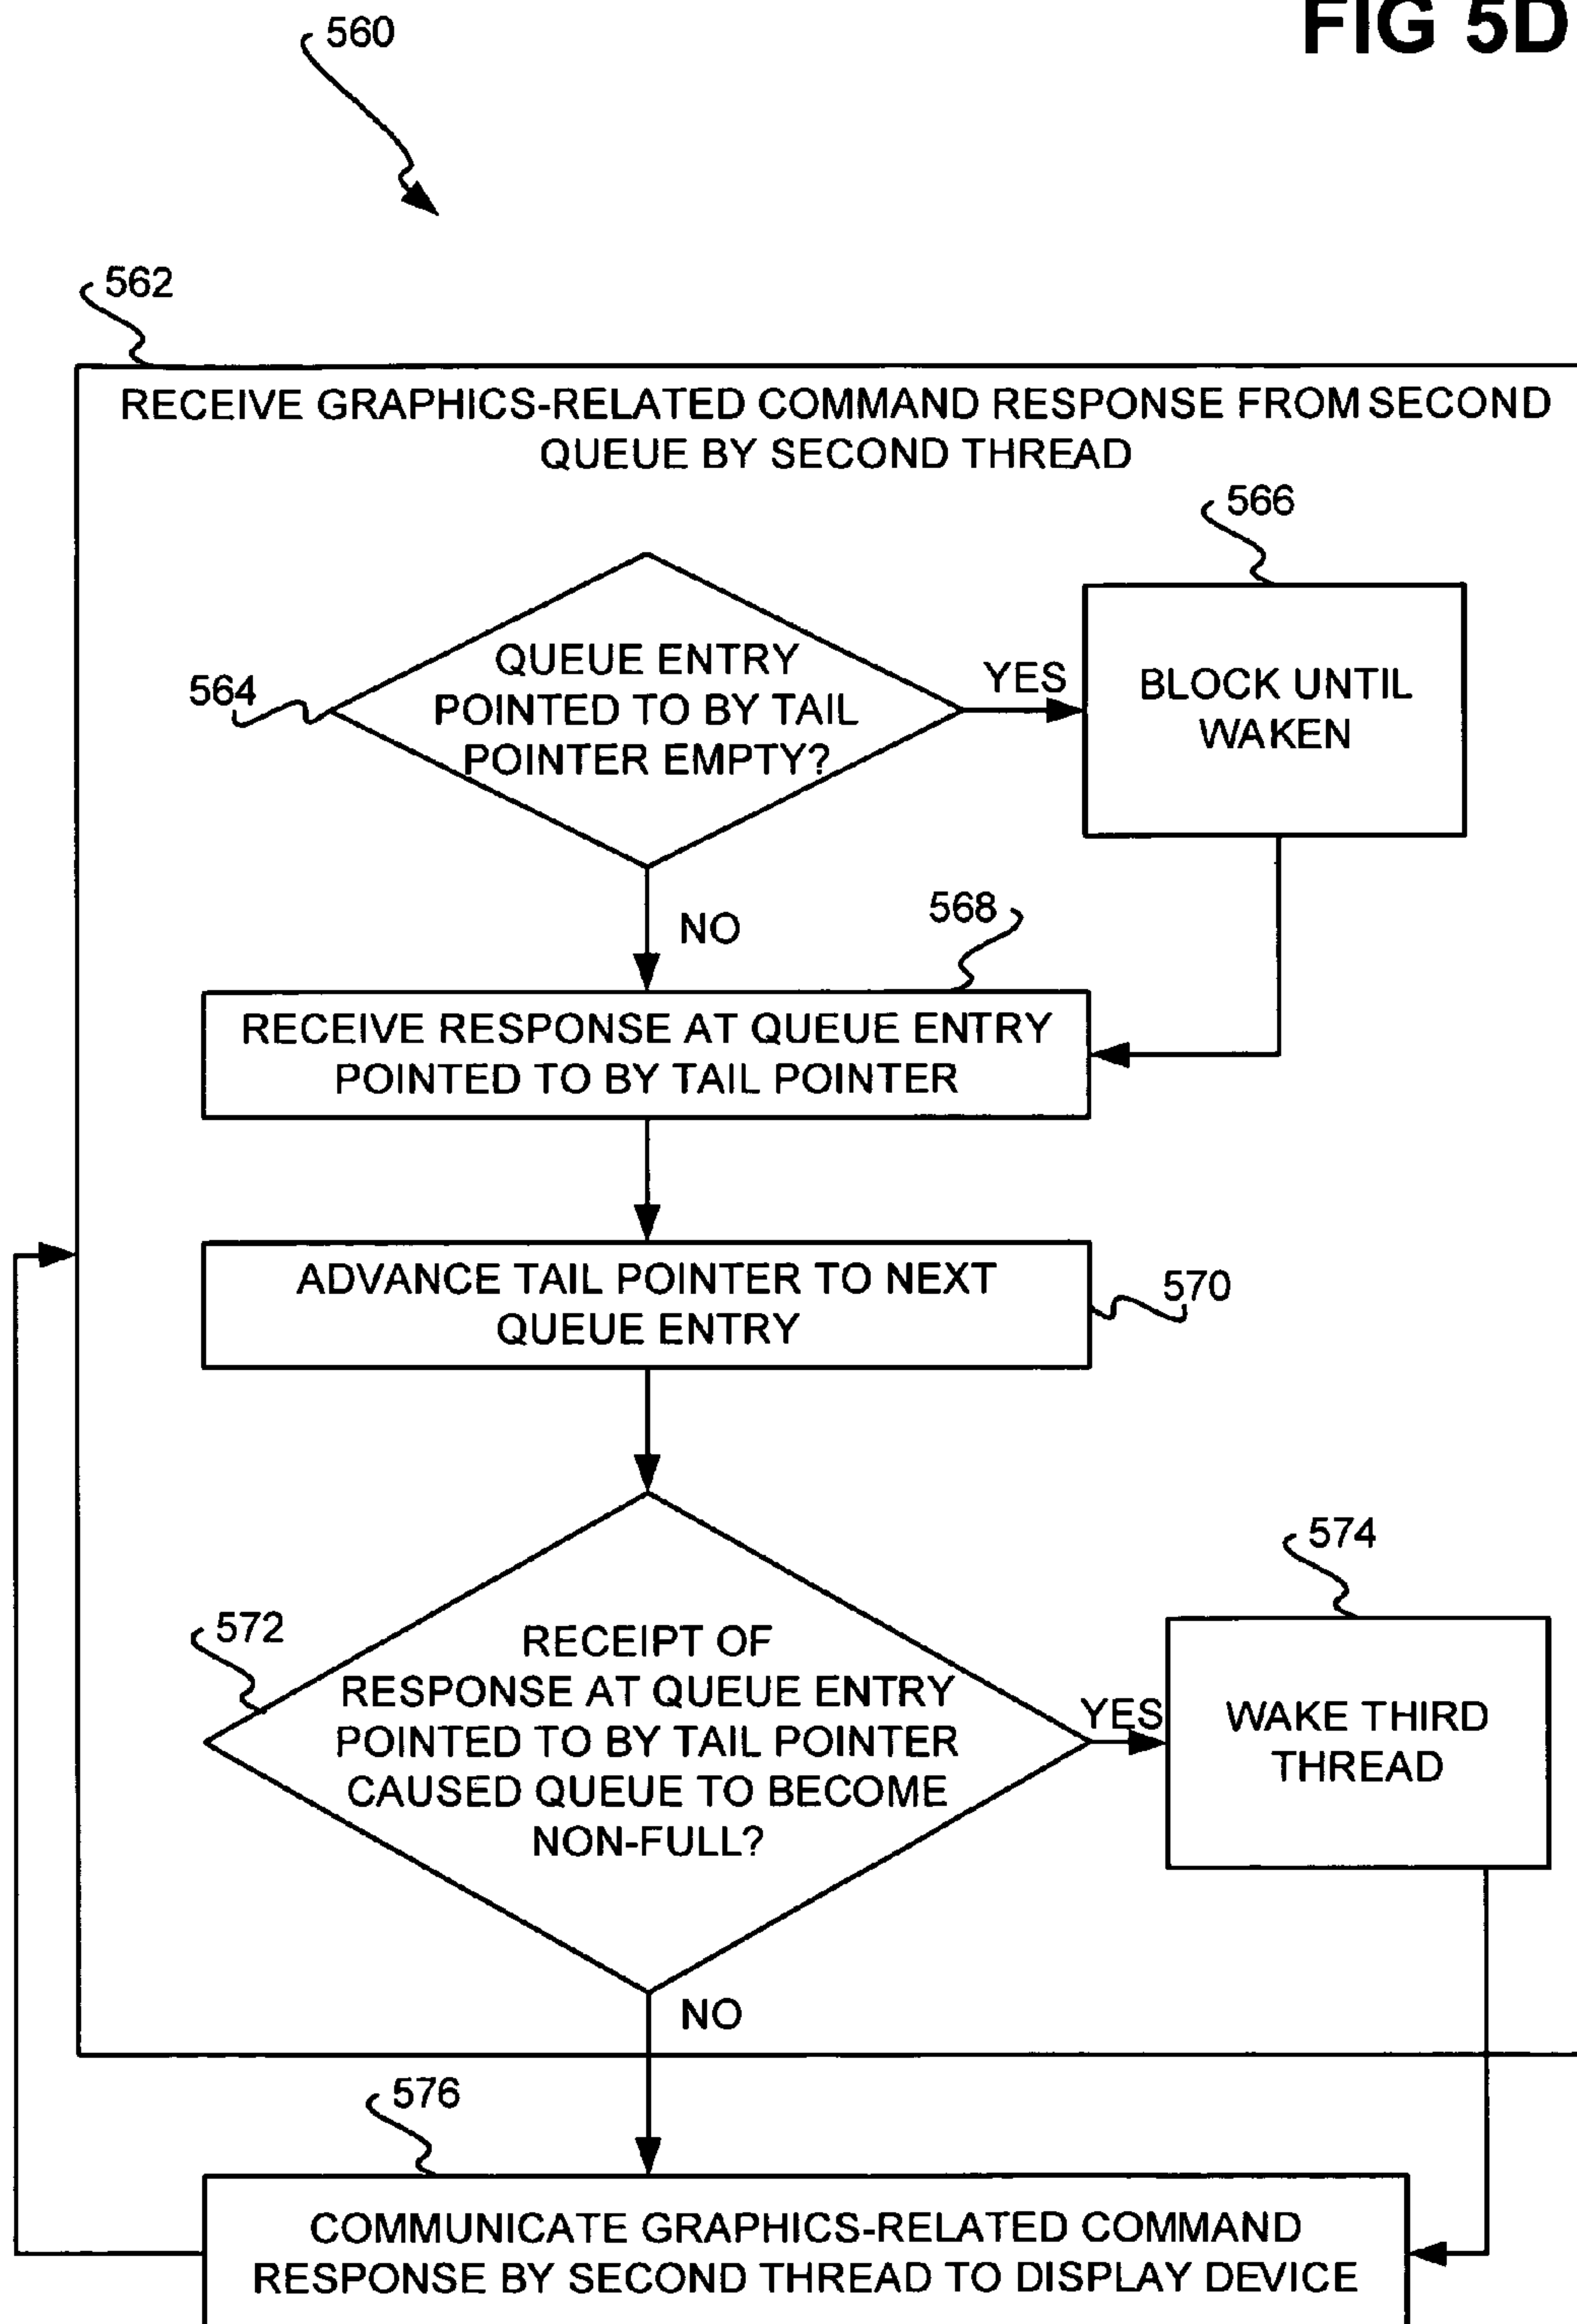 FIG 5D
560
562
RECEIVE GRAPHICS-RELATED COMMAND RESPONSE FROM SECOND
QUEUE BY SECOND THREAD
566
564
QUEUE ENTRY
POINTED TO BY TAIL
POINTER EMPTY?
YES
BLOCK UNTIL
WAKEN
NO
568
RECEIVE RESPONSE AT QUEUE ENTRY
POINTED TO BY TAIL POINTER
ADVANCE TAIL POINTER TO NEXT
QUEUE ENTRY
570
574
572
RECEIPT OF
RESPONSE AT QUEUE ENTRY
POINTED TO BY TAIL POINTER
CAUSED QUEUE TO BECOME
NON-FULL?
YES
WAKE THIRD
THREAD
NO
576
COMMUNICATE GRAPHICS-RELATED COMMAND
RESPONSE BY SECOND THREAD TO DISPLAY DEVICE